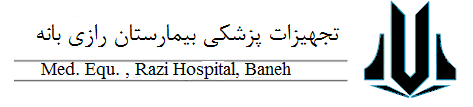 تجهیزات پزشکی بیمارستان رازی بانه
Med. Equ. , Razi Hospital, Baneh